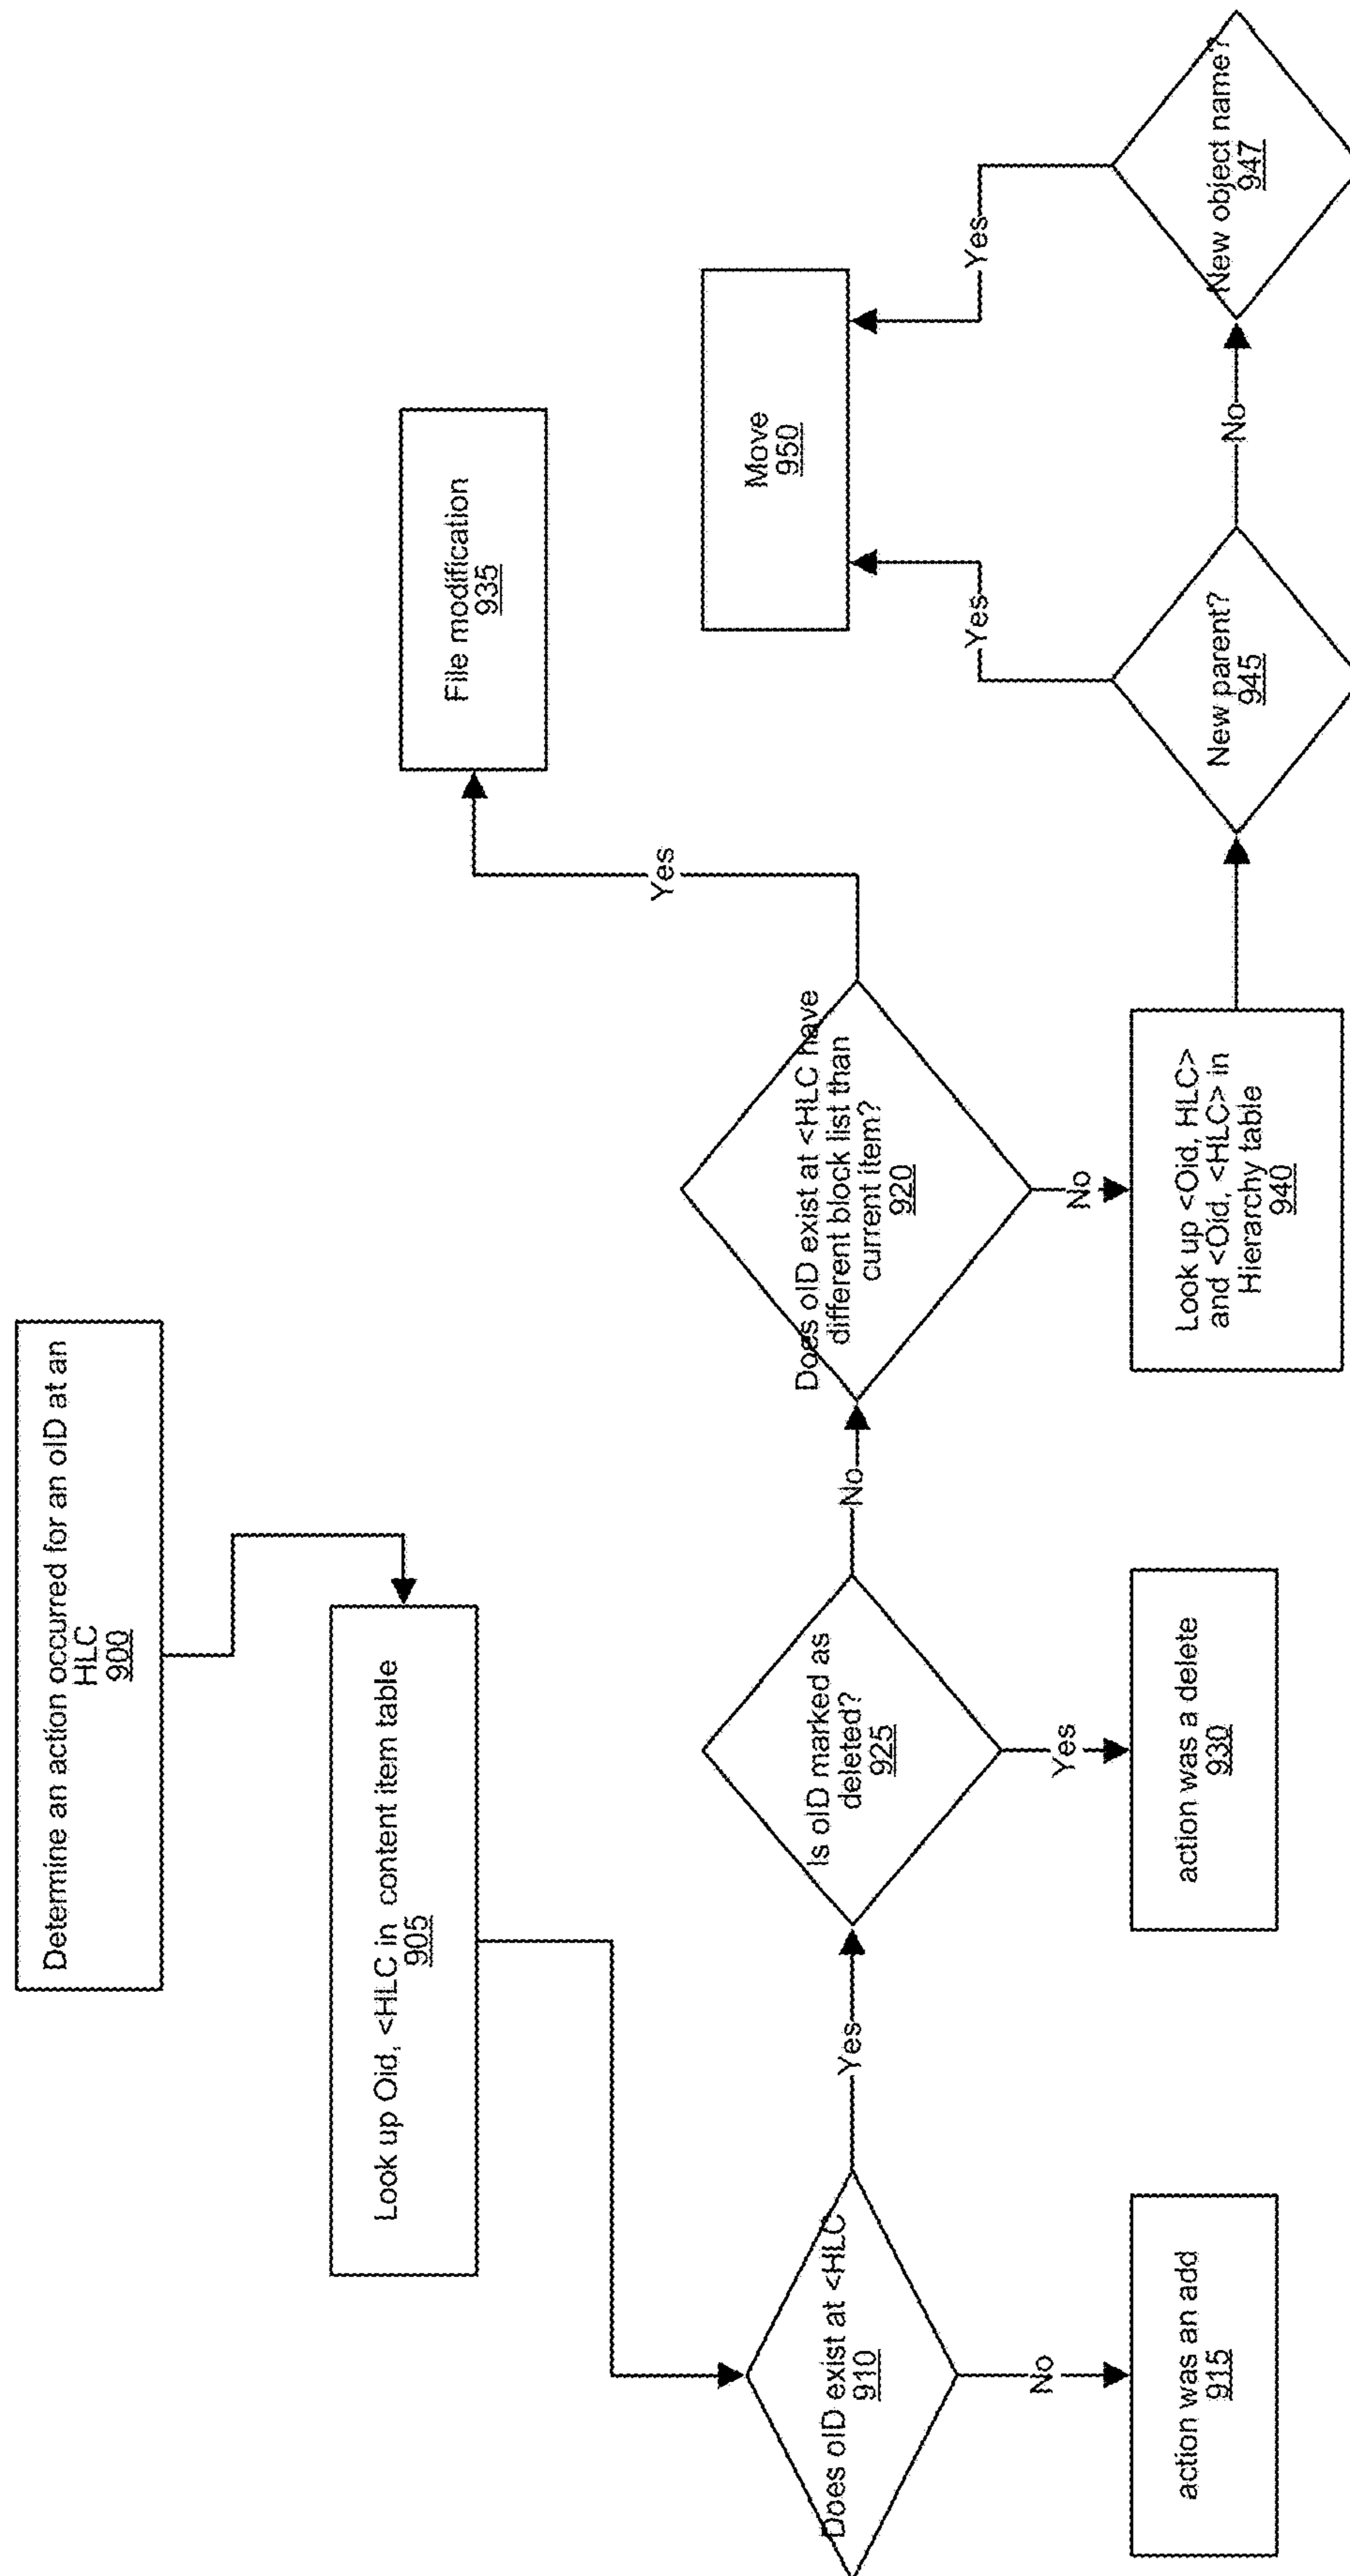 Determine an action occurred for an oID at an
HLC
900
Look up Oid, <HLC in content item table
905
Does oID exist at <HLC
910
No
action was an add
915
Yes
Is oID marked as
deleted?
925
Yes
action was a delete
930
No
Does oID exist at <HLC have
different block list than
current item?
920
Yes
File modification
935
No
Look up <Oid, HLC>
and <Oid, <HLC> in
Hierarchy table
940
New parent?
945
Yes
Move
950
No
New object name?
947
Yes